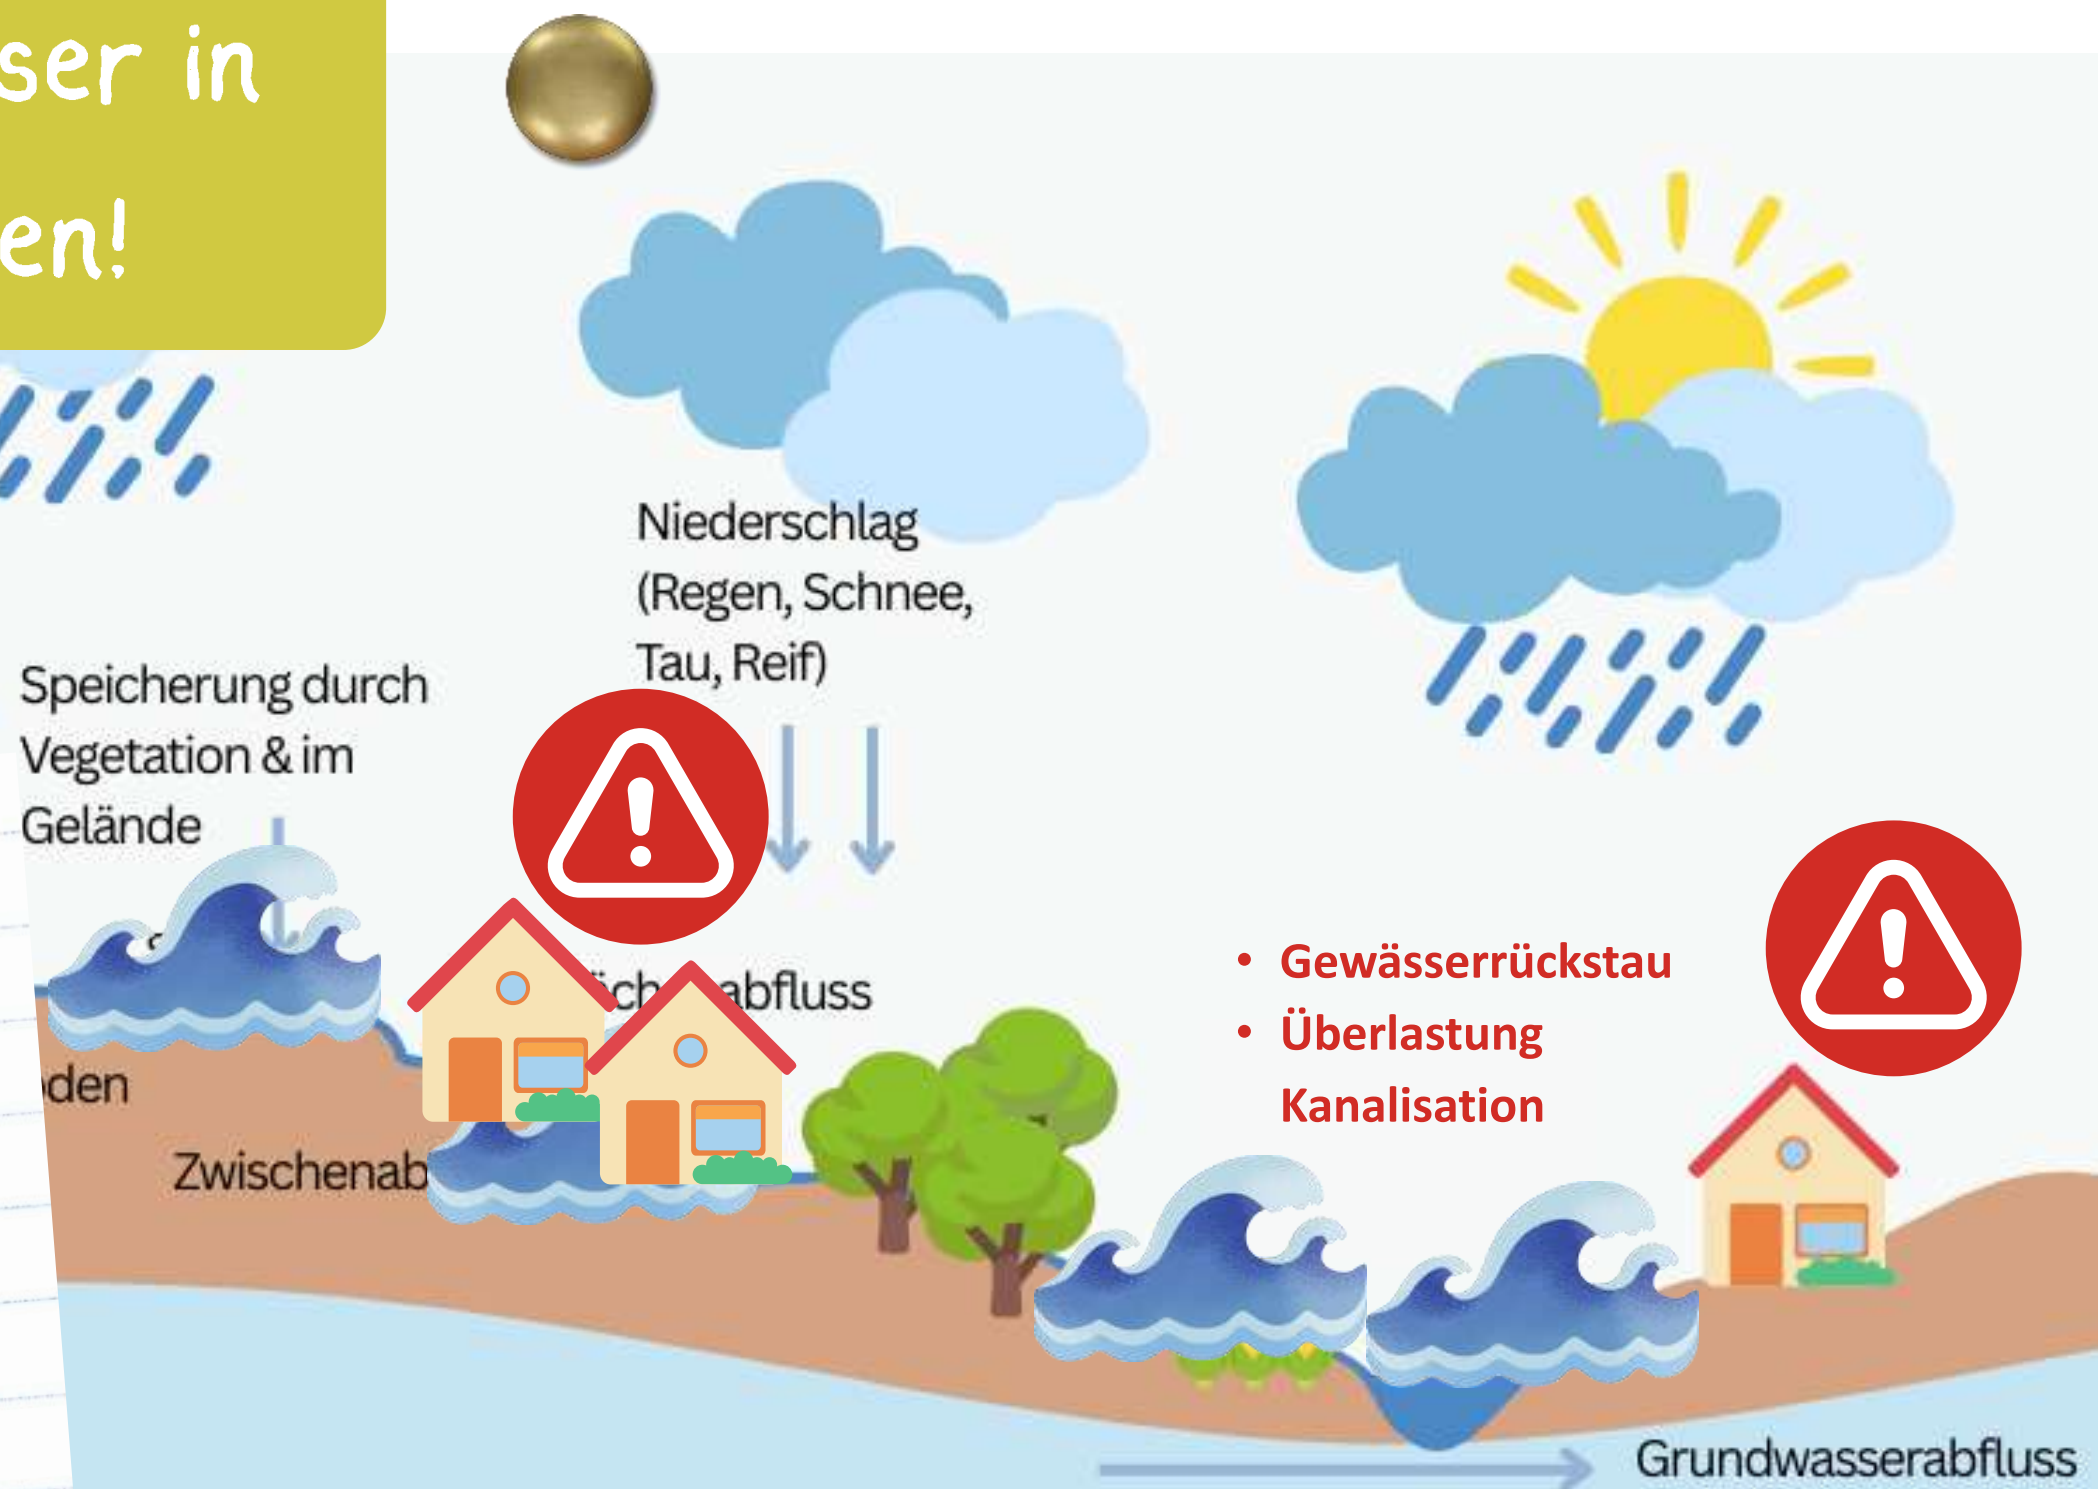 ser in
en!
Niederschlag
(Regen, Schnee,
Tau, Reif)
Speicherung durch
Vegetation & im
Gelände
abfluss
• Gewässerrückstau
• Überlastung
Kanalisation
den
Zwischenab
Grundwasserabfluss